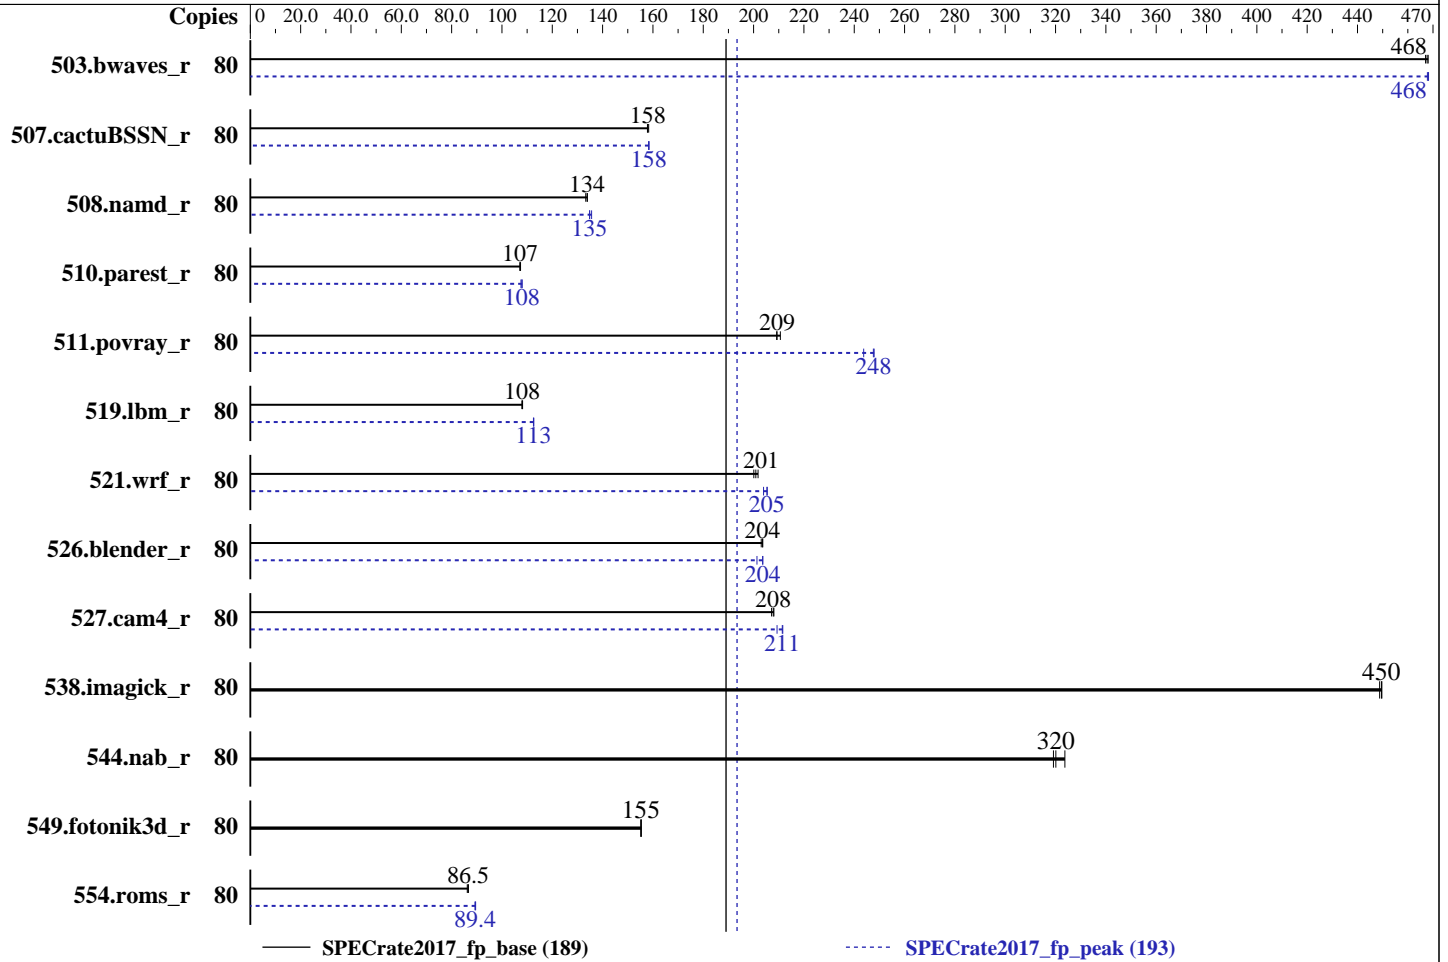 Copies 0 20.0 40.0 60.0 80.0 100 120 140 160 180 200 220 240 260 280 300 320 340 360 380 400 420 440 470
503.bwaves_r 80 468
468
507.cactuBSSN_r 80 158
158
508.namd_r 80 134
135
510.parest_r 80 107
108
511.povray_r 80 209
248
519.lbm_r 80 108
113
521.wrf_r 80 201
205
526.blender_r 80 204
204
527.cam4_r 80 208
211
538.imagick_r 80 450
544.nab_r 80 320
549.fotonik3d_r 80 155
554.roms_r 80 86.5
89.4
SPECrate2017_fp_base (189) SPECrate2017_fp_peak (193)